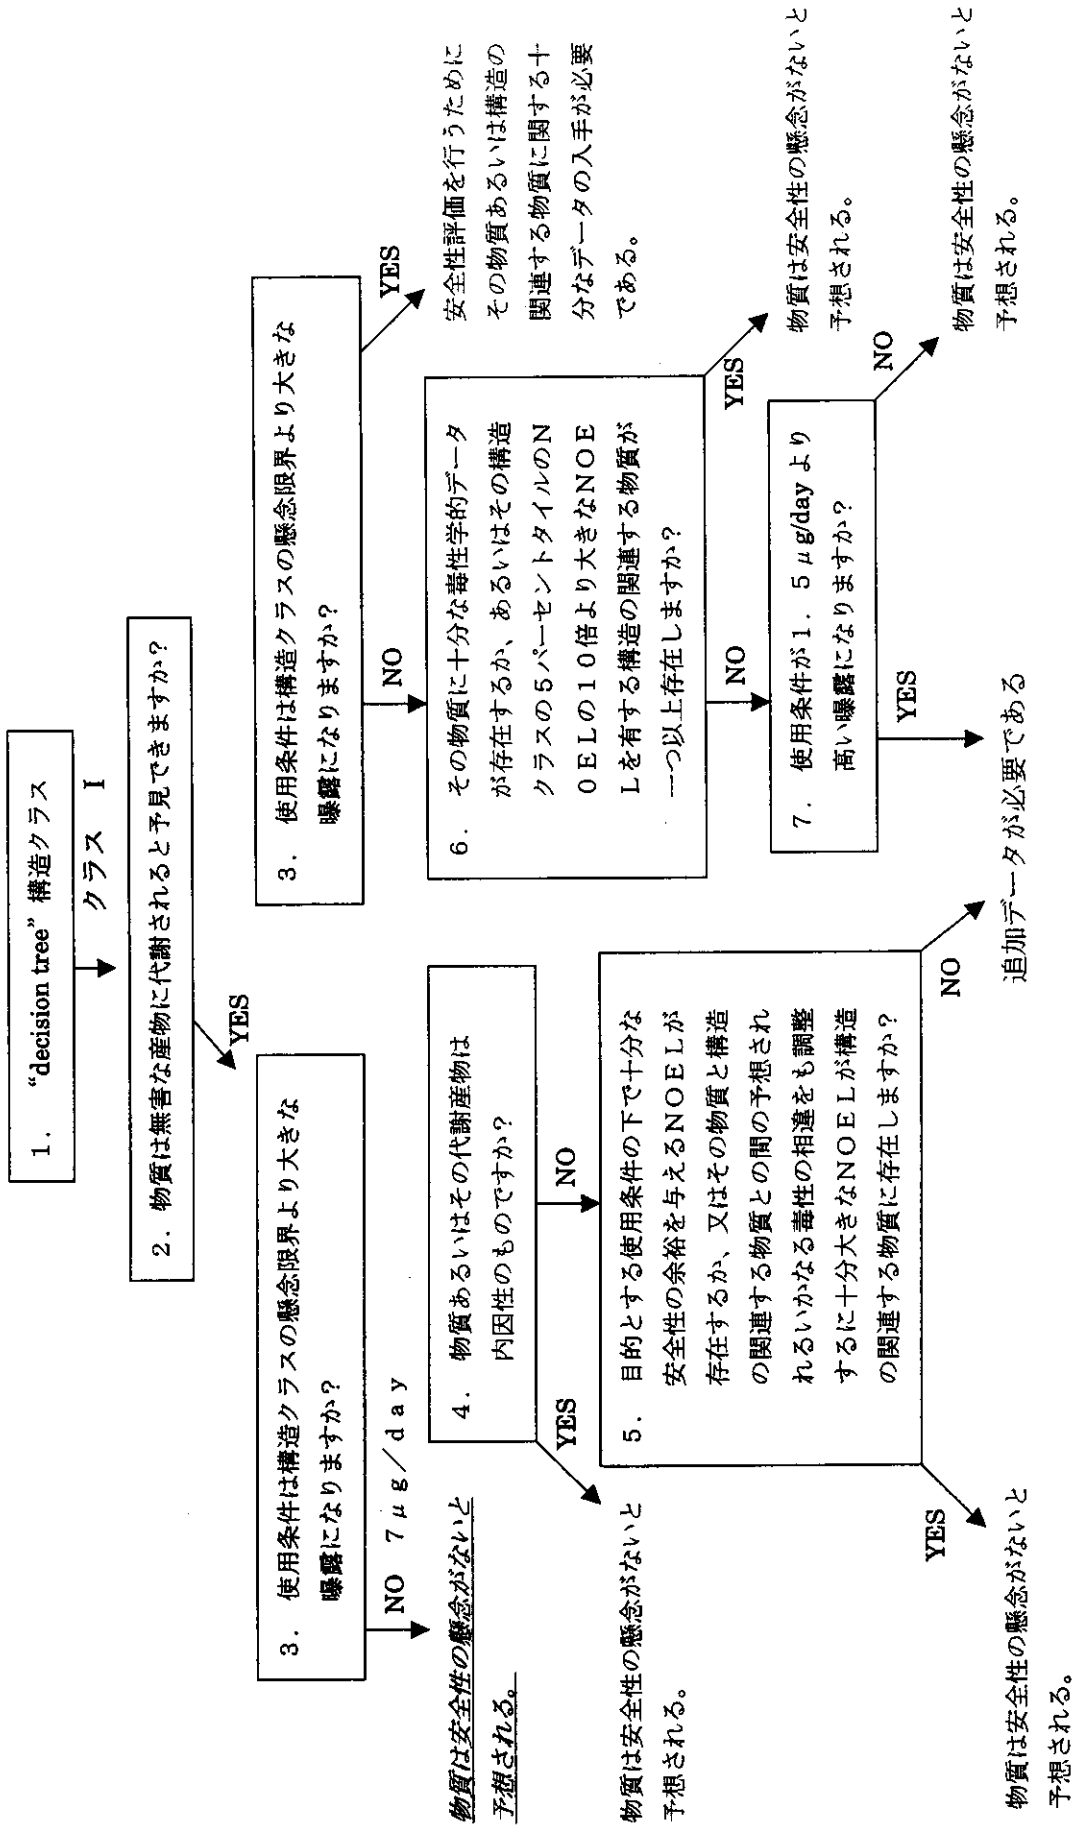 1. “decision tree” 構造クラス
クラス I
2. 物質は無害な産物に代謝されると予見できますか?
YES
3. 使用条件は構造クラスの懸念限界より大きな
曝露になりますか?
NO 7μg/day
物質は安全性の懸念がないと
予想される。
4. 物質あるいはその代謝産物は
内因性のものですか?
YES
物質は安全性の懸念がないと
予想される。
NO
5. 目的とする使用条件の下で十分な
安全性の余裕を与えるNOELが
存在するか、又はその物質と構造
の関連する物質との間の予想され
れるいかなる毒性の相違をも調整
するに十分大きなNOELが構造
の関連する物質に存在しますか?
YES
物質は安全性の懸念がないと
予想される。
NO
追加データが必要である
3. 使用条件は構造クラスの懸念限界より大きな
曝露になりますか?
YES
安全性評価を行うために
その物質あるいは構造の
関連する物質に関する十
分なデータの入手が必要
である。
NO
6. その物質に十分な毒性学的データ
が存在するか、あるいはその構造
クラスの5パーセントタイルのN
OELの10倍より大きなNOE
Lを有する構造の関連する物質が
一つ以上存在しますか?
YES
物質は安全性の懸念がないと
予想される。
NO
7. 使用条件が1.5μg/dayより
高い曝露になりますか?
NO
物質は安全性の懸念がないと
予想される。
YES